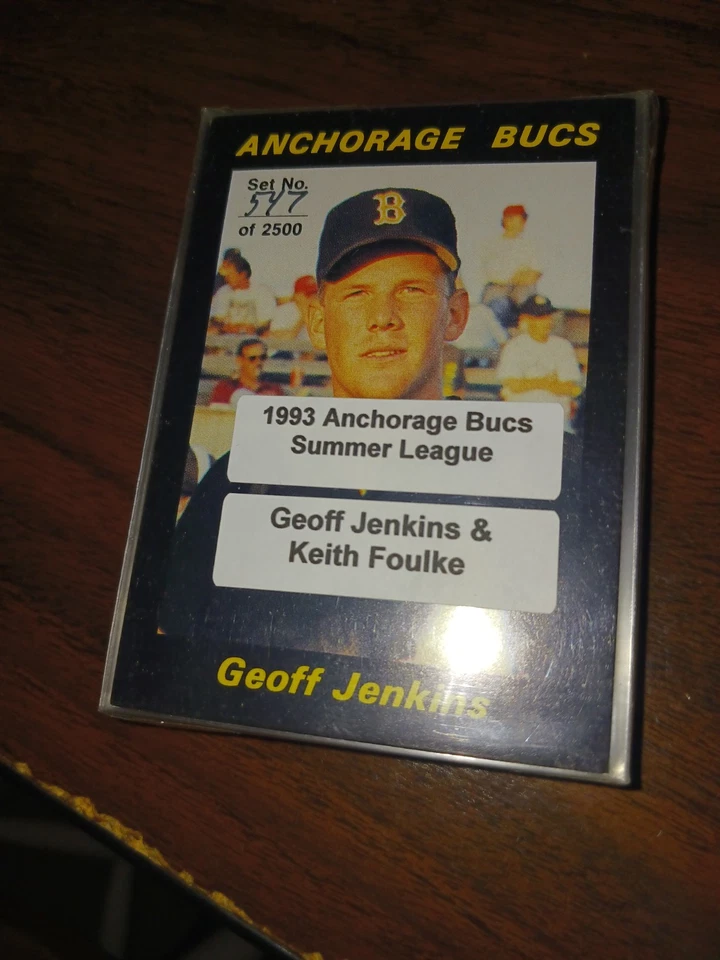 ANCHORAGE BUCS
Set No.
547
of 2500
B
1993 Anchorage Bucs
Summer League
Geoff Jenkins &
Keith Foulke
Geoff Jenkins